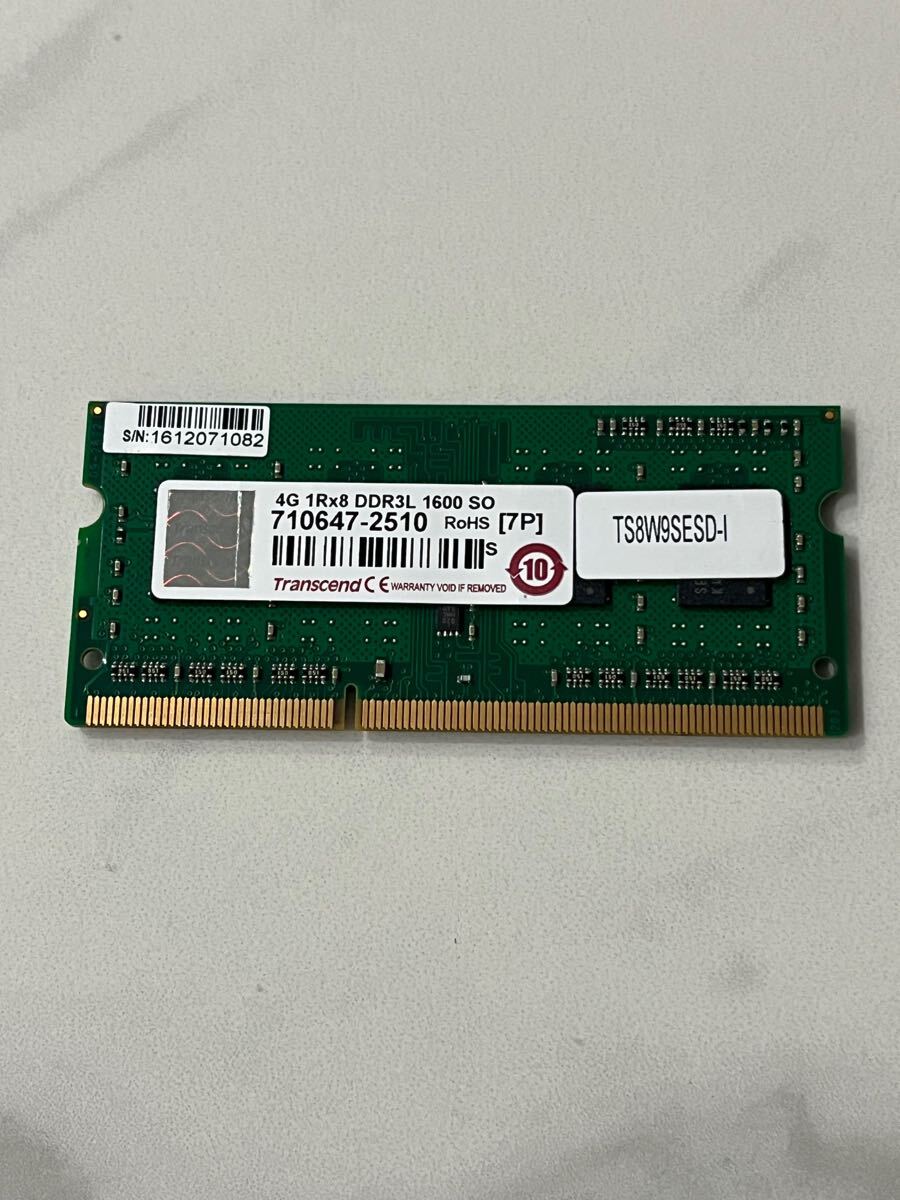 S/N:1612071082
4G 1Rx8 DDR3L 1600 SO
710647-2510 RoHS [7P]
S
10
Transcend CE WARRANTY VOID IF REMOVED
TS8W9SESD-I